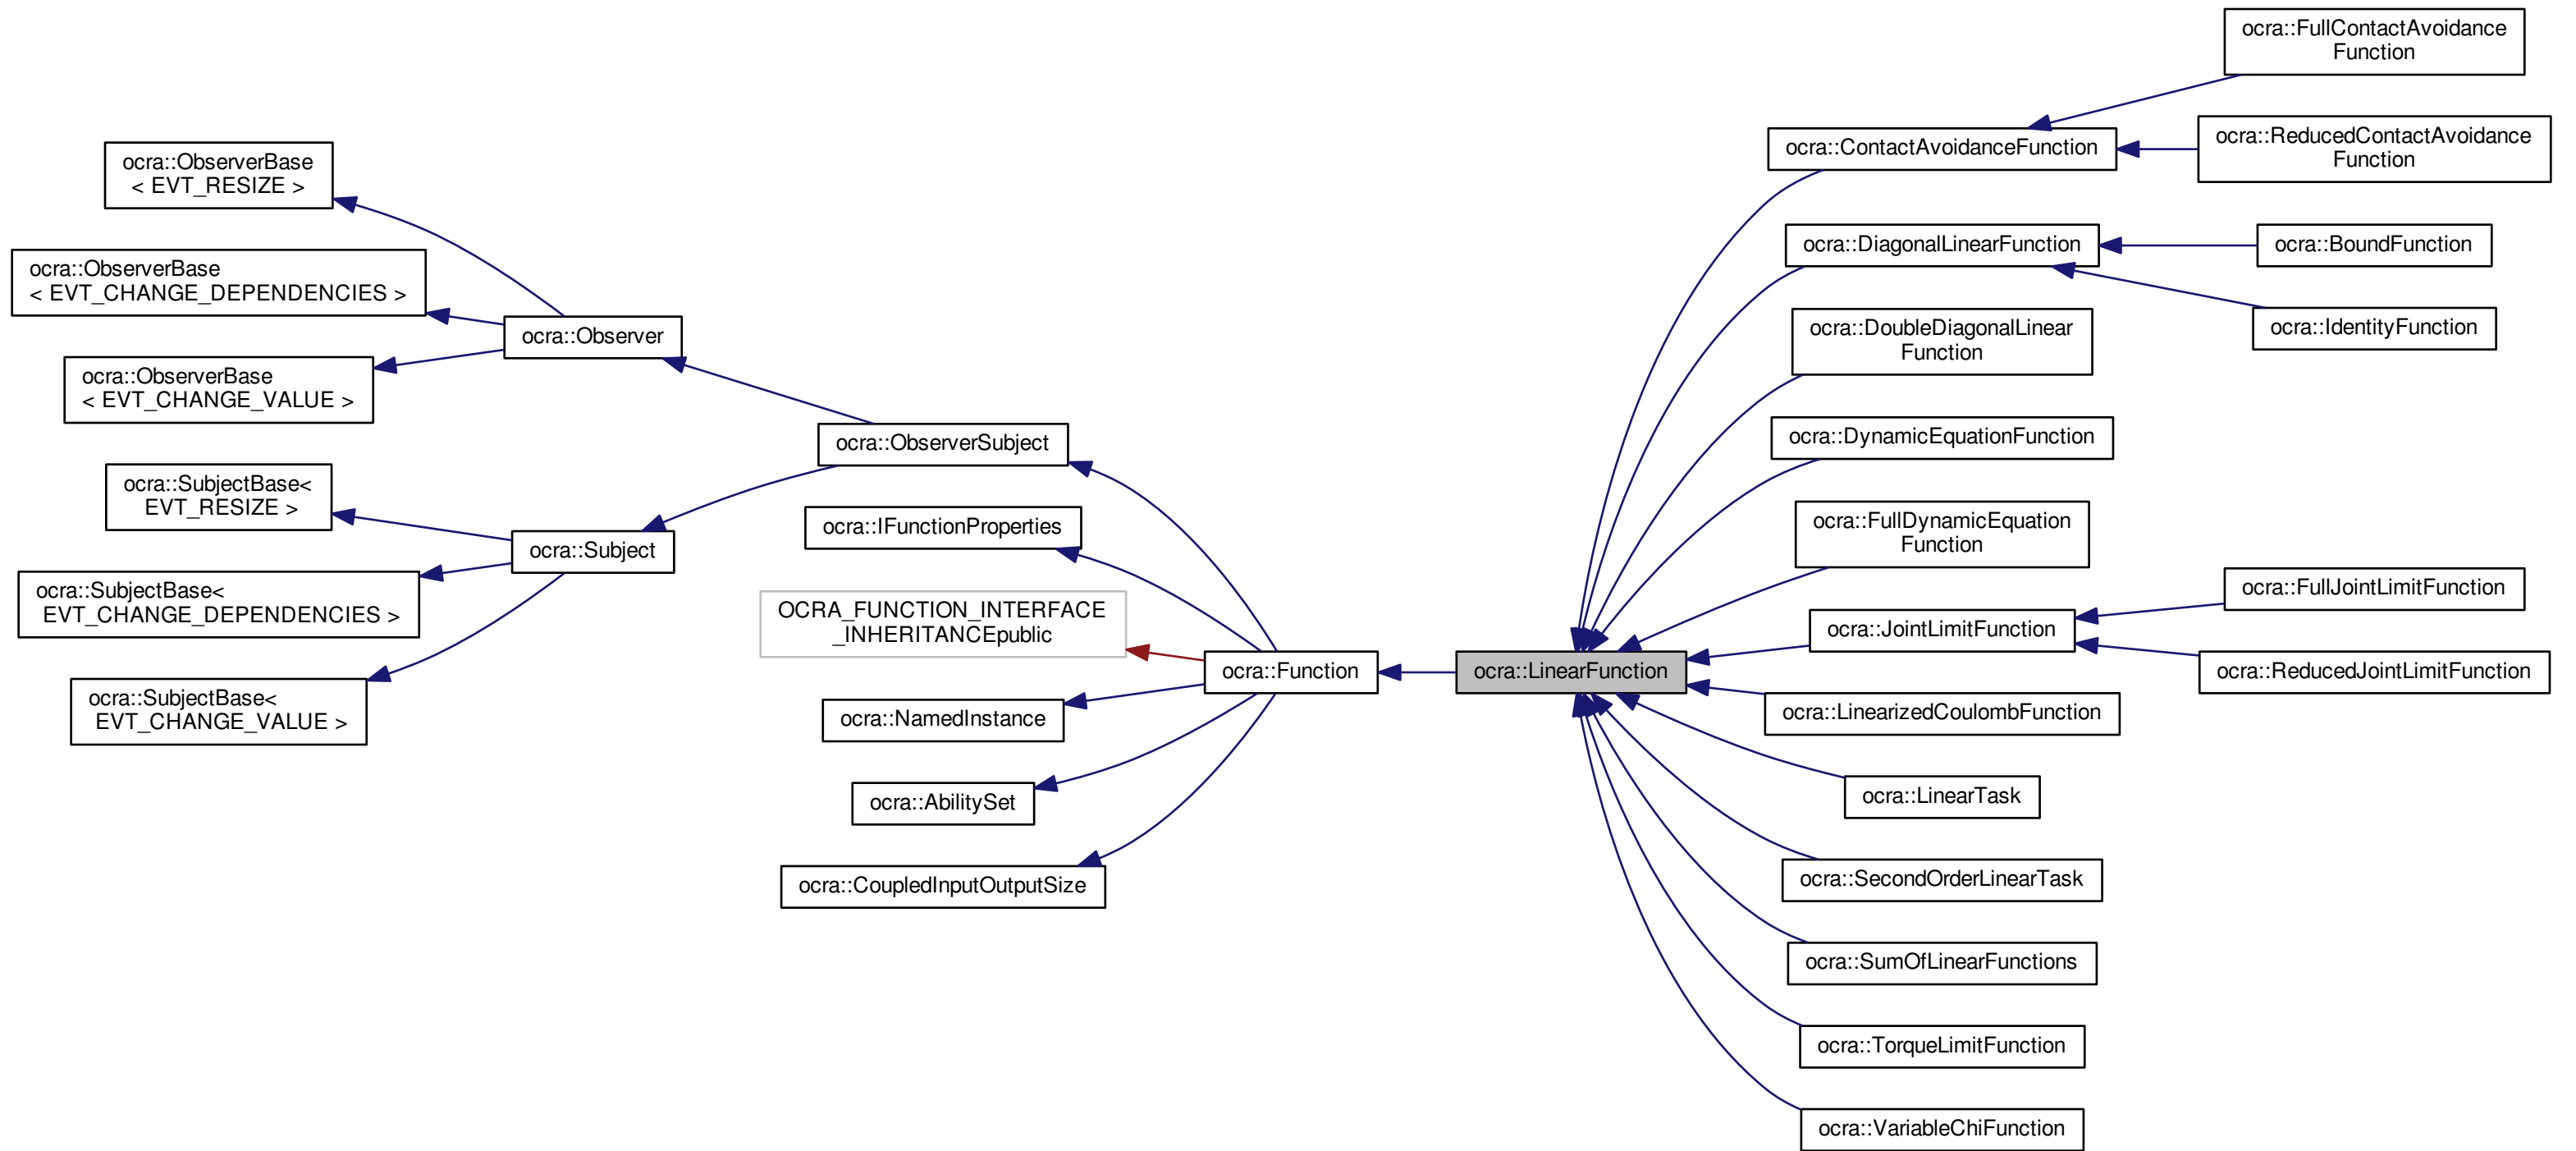 ocra::ObserverBase
< EVT_RESIZE >
ocra::ObserverBase
< EVT_CHANGE_DEPENDENCIES >
ocra::ObserverBase
< EVT_CHANGE_VALUE >
ocra::SubjectBase<
EVT_RESIZE >
ocra::SubjectBase<
EVT_CHANGE_DEPENDENCIES >
ocra::SubjectBase<
EVT_CHANGE_VALUE >
ocra::Observer
ocra::Subject
ocra::ObserverSubject
ocra::IFunctionProperties
OCRA_FUNCTION_INTERFACE
_INHERITANCEpublic
ocra::NamedInstance
ocra::AbilitySet
ocra::CoupledInputOutputSize
ocra::Function
ocra::LinearFunction
ocra::ContactAvoidanceFunction
ocra::DiagonalLinearFunction
ocra::DoubleDiagonalLinear
Function
ocra::DynamicEquationFunction
ocra::FullDynamicEquation
Function
ocra::JointLimitFunction
ocra::LinearizedCoulombFunction
ocra::LinearTask
ocra::SecondOrderLinearTask
ocra::SumOfLinearFunctions
ocra::TorqueLimitFunction
ocra::VariableChiFunction
ocra::FullContactAvoidance
Function
ocra::ReducedContactAvoidance
Function
ocra::BoundFunction
ocra::IdentityFunction
ocra::FullJointLimitFunction
ocra::ReducedJointLimitFunction